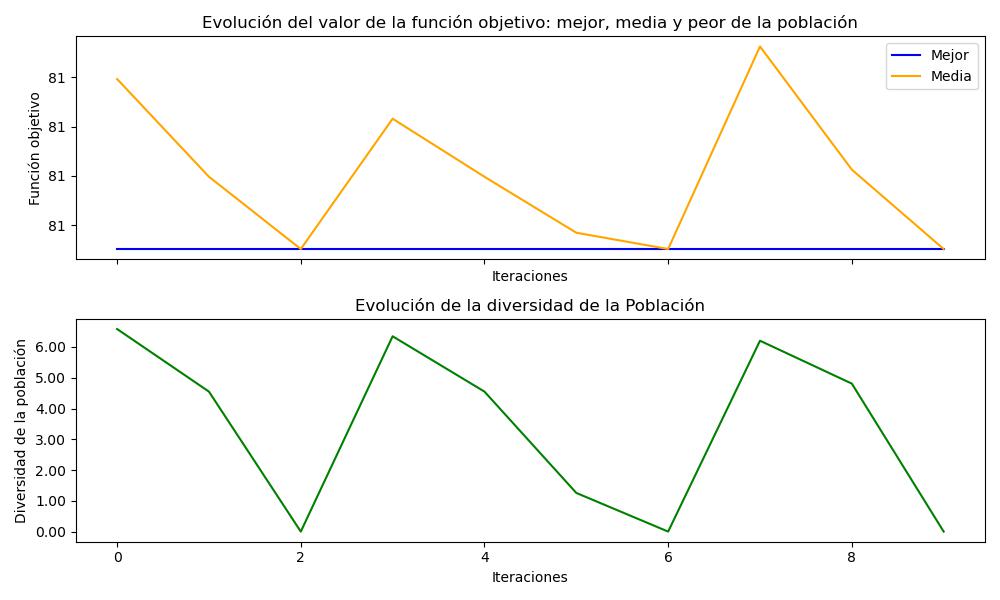 Evolución del valor de la función objetivo: mejor, media y peor de la población
Función objetivo
81
81
81
81
Mejor
Media
Iteraciones
Evolución de la diversidad de la Población
Diversidad de la población
6.00
5.00
4.00
3.00
2.00
1.00
0.00
0 2 4 6 8
Iteraciones